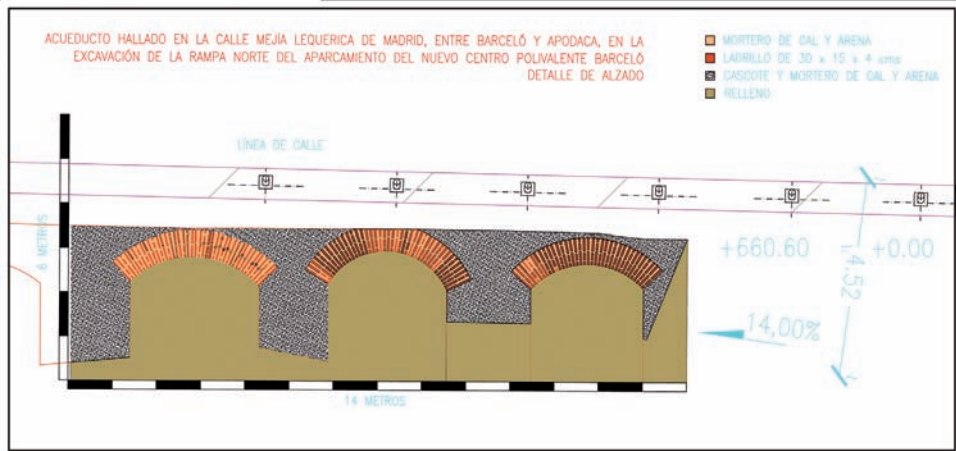 ACUEDUCTO HALLADO EN LA CALLE MEJÍA LEQUERICA DE MADRID, ENTRE BARCELÓ Y APODACA, EN LA
EXCAVACIÓN DE LA RAMPA NORTE DEL APARCAMIENTO DEL NUEVO CENTRO POLIVALENTE BARCELÓ
DETALLE DE ALZADO
MORTERO DE CAL Y ARENA
LADRILLO DE 30 x 15 x 4 cms
CASCOTE Y MORTERO DE CAL Y ARENA
RELLENO
LÍNEA DE CALLE
6 METROS
+660.60
+0.00
4.52
14,00%
14 METROS